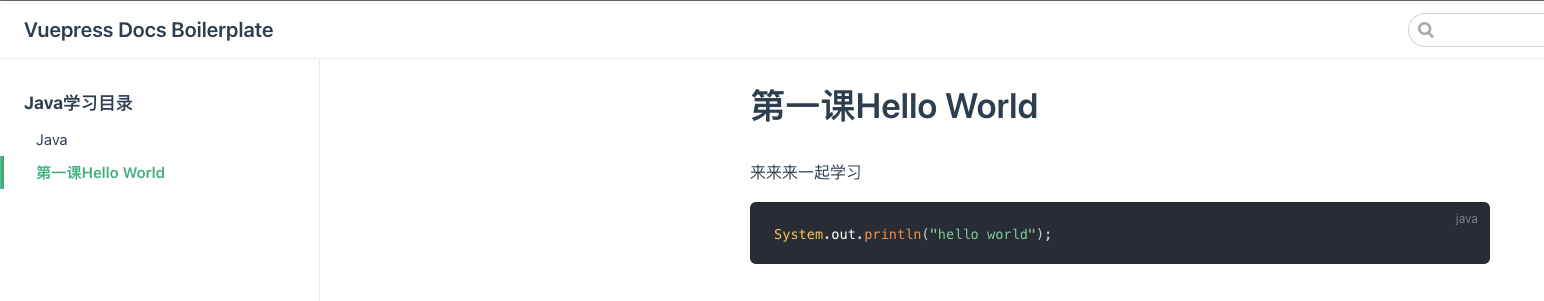 Vuepress Docs Boilerplate
Java学习目录
Java
第一课Hello World
第一课Hello World
来来来一起学习
java
System.out.println("hello world");